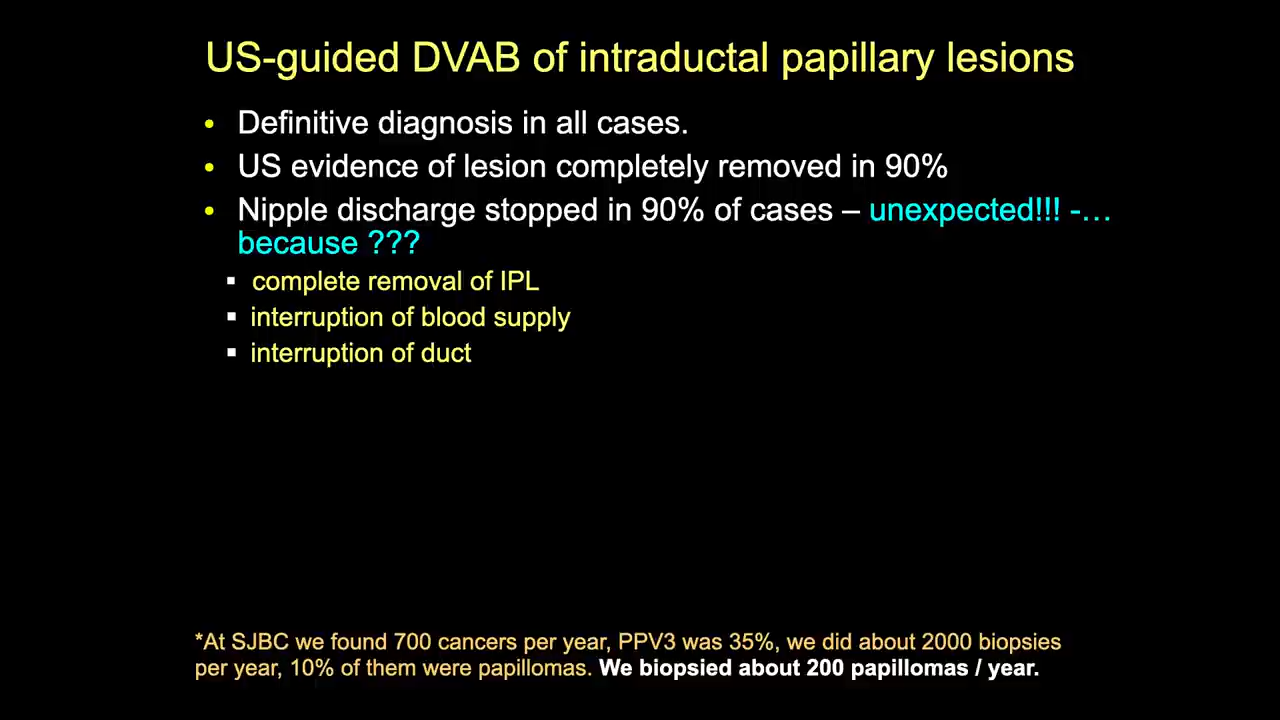 US-guided DVAB of intraductal papillary lesions
• Definitive diagnosis in all cases.
• US evidence of lesion completely removed in 90%
• Nipple discharge stopped in 90% of cases – unexpected!!! -…
because ???
▪ complete removal of IPL
▪ interruption of blood supply
▪ interruption of duct
*At SJBC we found 700 cancers per year, PPV3 was 35%, we did about 2000 biopsies
per year, 10% of them were papillomas. We biopsied about 200 papillomas / year.